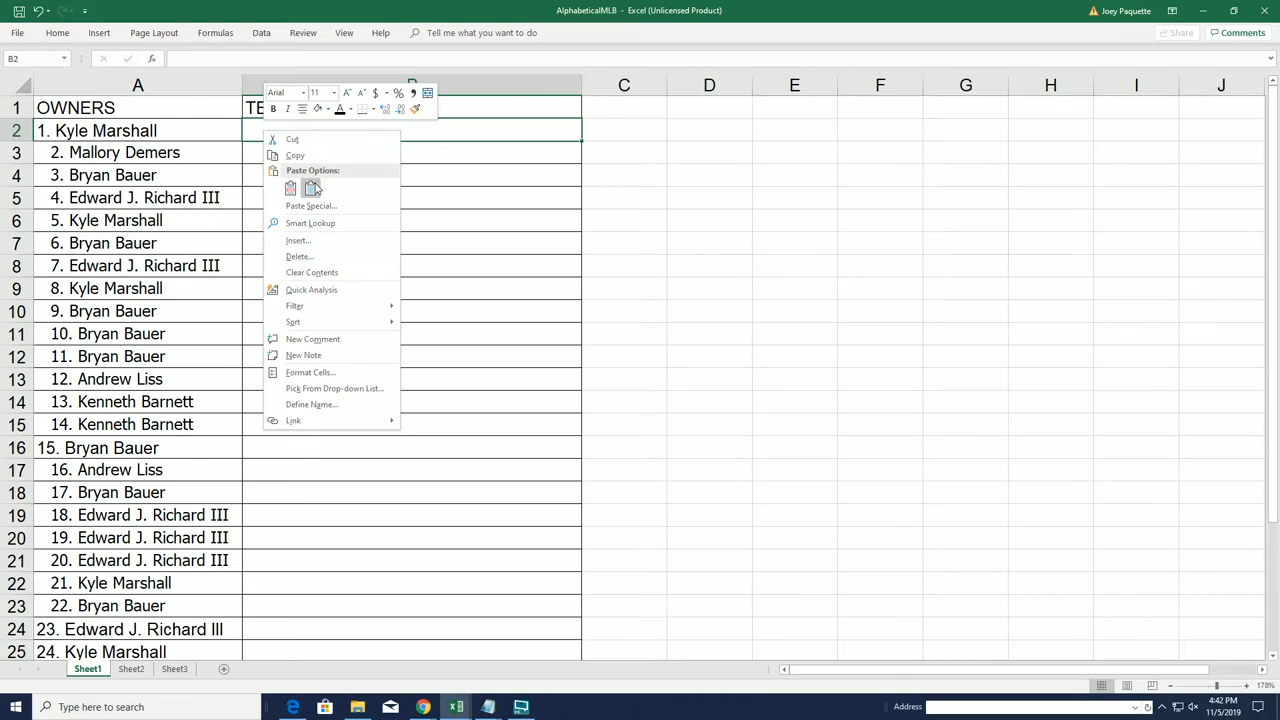 AlphabeticalMLB - Excel (Unlicensed Product)
Joey Paquette
File Home Insert Page Layout Formulas Data Review View Help Tell me what you want to do
Share Comments
B2 fx
A C D E F G H I J
Arial 11
$ %
B I A
1 OWNERS TE
2 1. Kyle Marshall
3 2. Mallory Demers
4 3. Bryan Bauer
5 4. Edward J. Richard III
6 5. Kyle Marshall
7 6. Bryan Bauer
8 7. Edward J. Richard III
9 8. Kyle Marshall
10 9. Bryan Bauer
11 10. Bryan Bauer
12 11. Bryan Bauer
13 12. Andrew Liss
14 13. Kenneth Barnett
15 14. Kenneth Barnett
16 15. Bryan Bauer
17 16. Andrew Liss
18 17. Bryan Bauer
19 18. Edward J. Richard III
20 19. Edward J. Richard III
21 20. Edward J. Richard III
22 21. Kyle Marshall
23 22. Bryan Bauer
24 23. Edward J. Richard III
25 24. Kyle Marshall
Cut
Copy
Paste Options:
Paste Special...
Smart Lookup
Insert...
Delete...
Clear Contents
Quick Analysis
Filter
Sort
New Comment
New Note
Format Cells...
Pick From Drop-down List...
Define Name...
Link
Sheet1 Sheet2 Sheet3
178%
Type here to search
Address
4:42 PM
11/5/2019